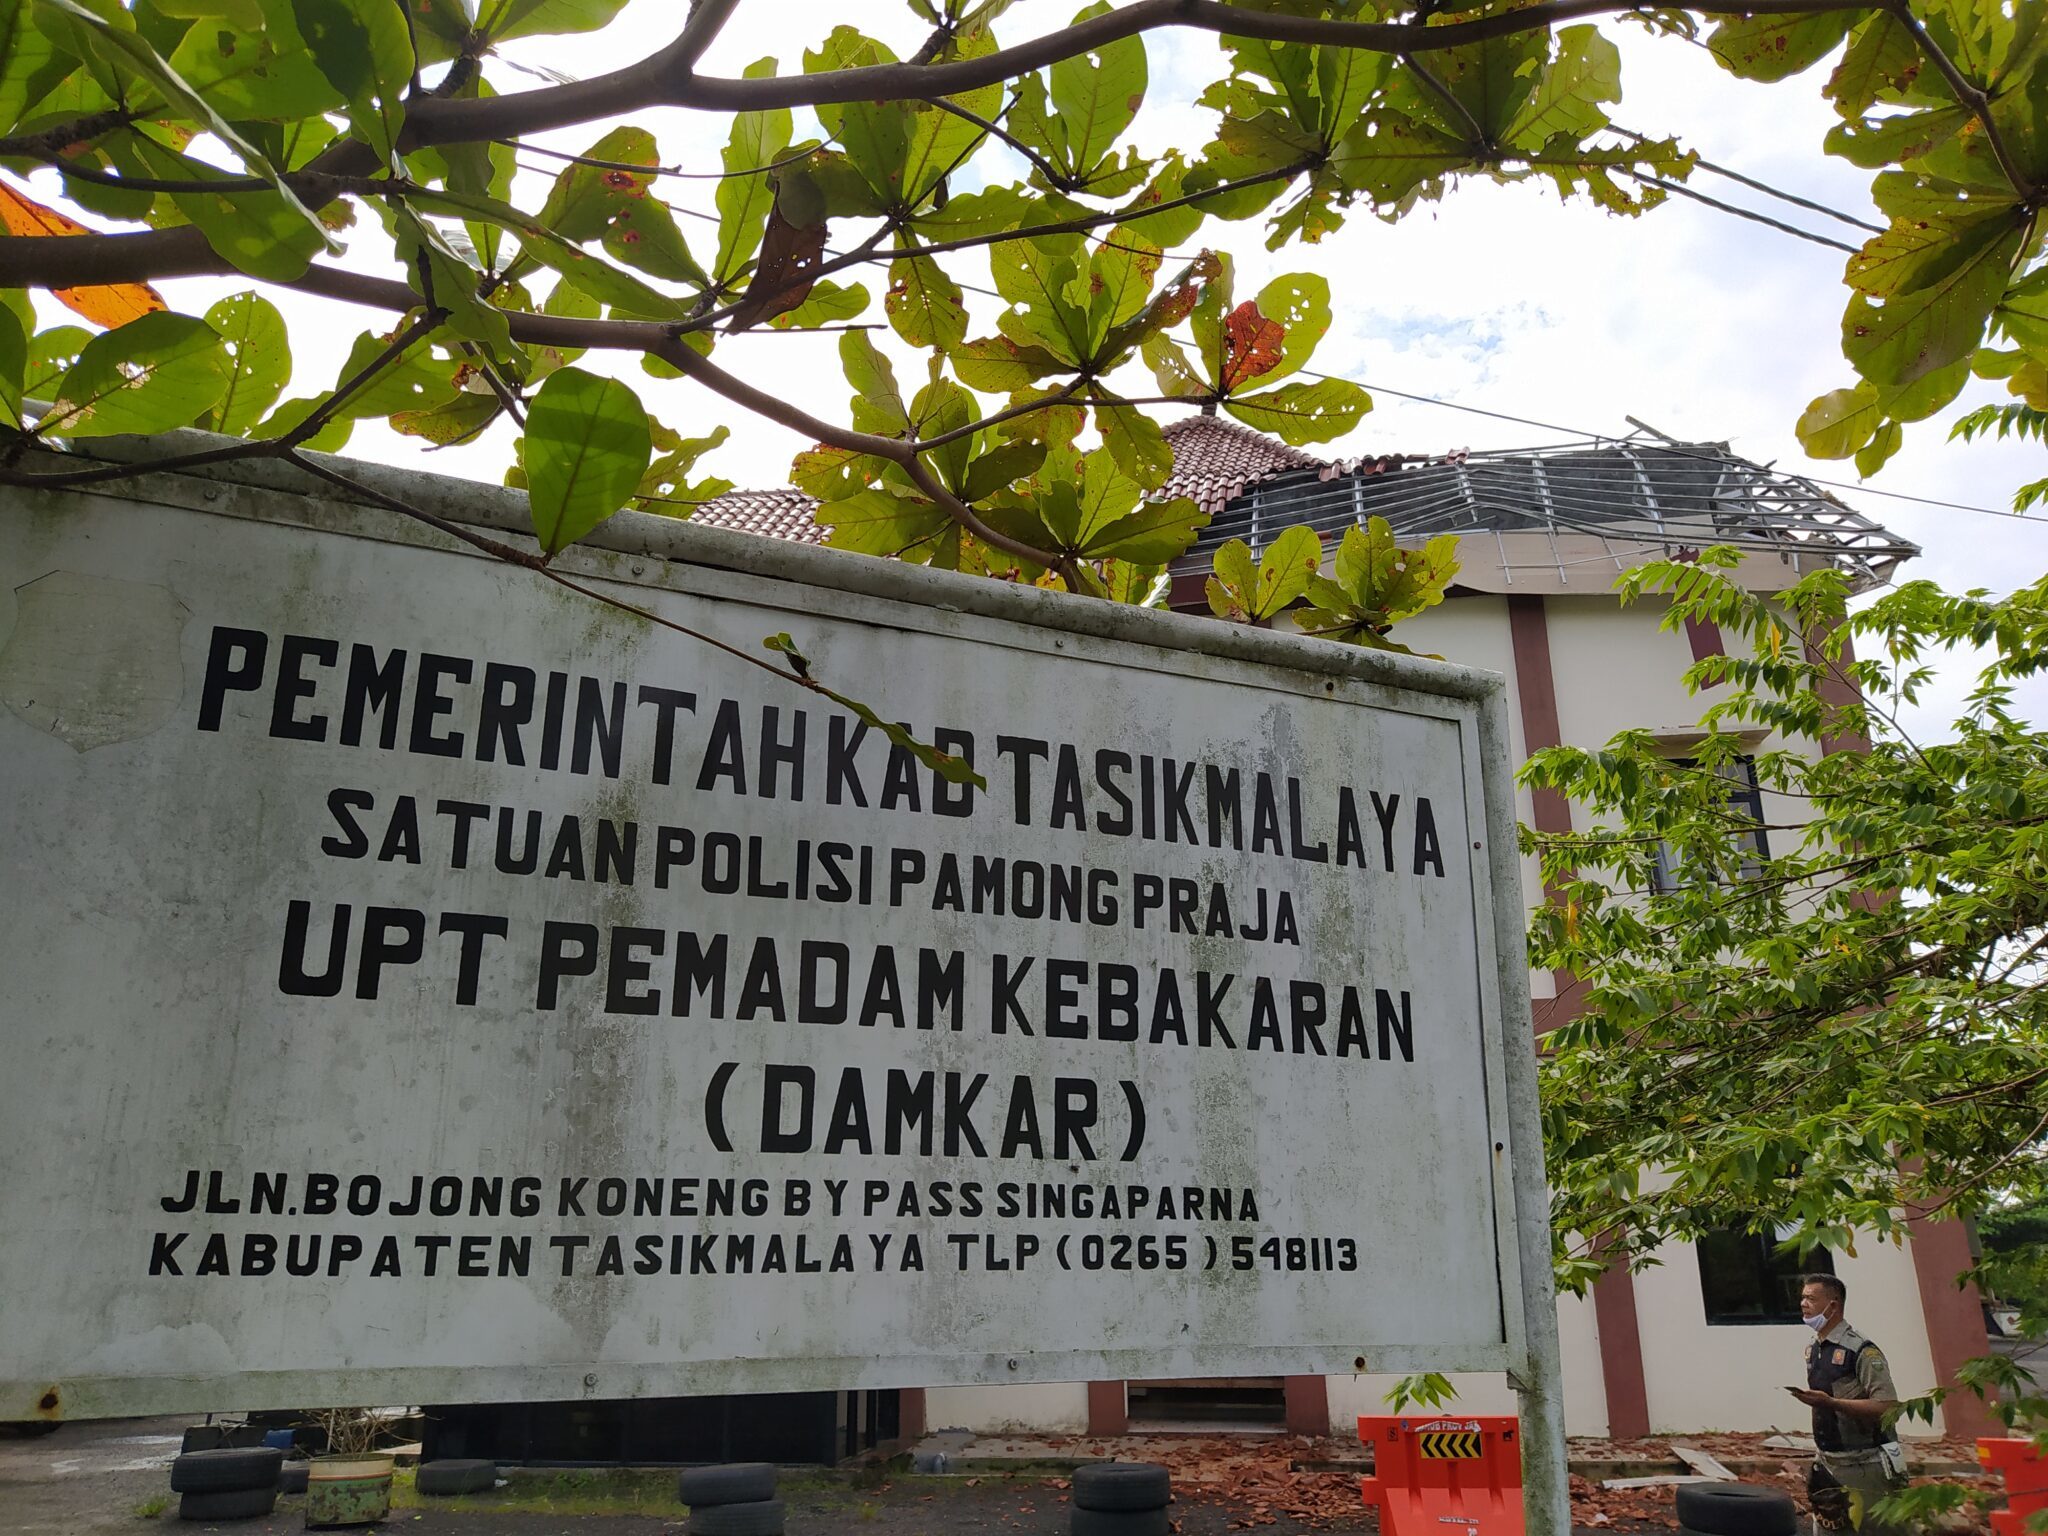 PEMERINTAH KAB TASIKMALAYA
SATUAN POLISI PAMONG PRAJA
UPT PEMADAM KEBAKARAN
(DAMKAR)
JLN.BOJONG KONENG BY PASS SINGAPARNA
KABUPATEN TASIKMALAYA TLP (0265) 548113